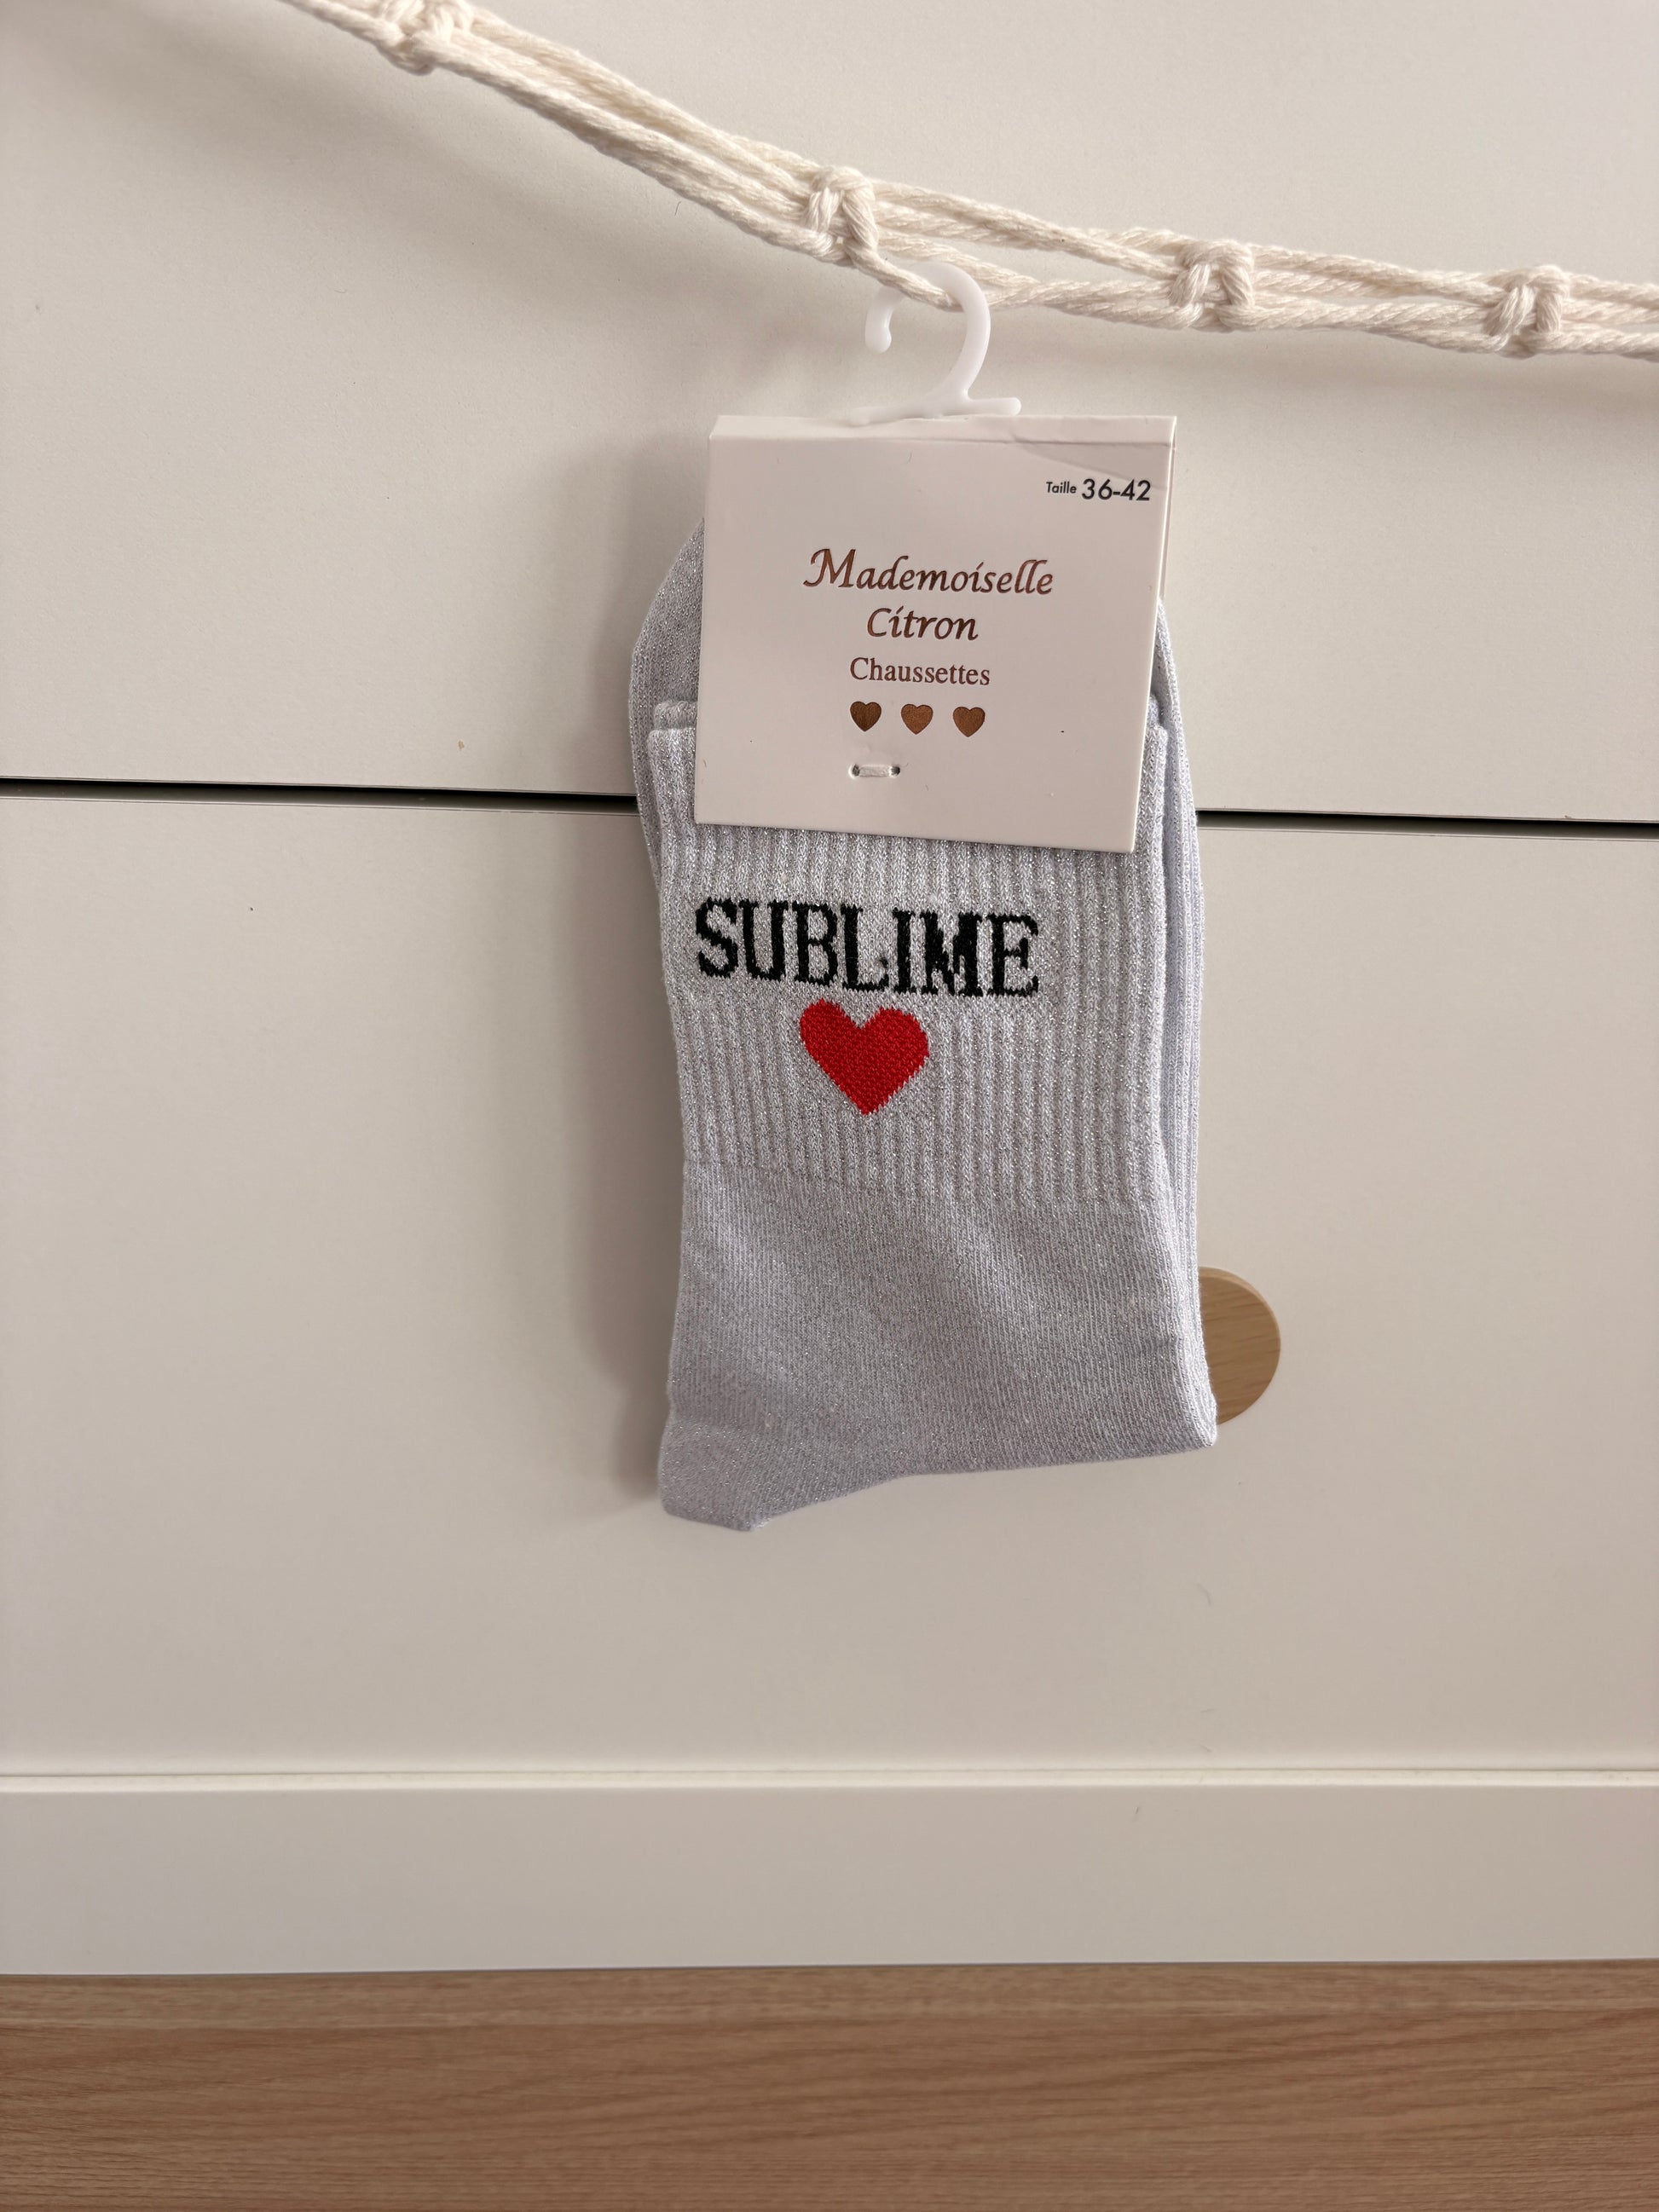 Taille 36-42
Mademoiselle
Citron
Chaussettes
SUBLIME